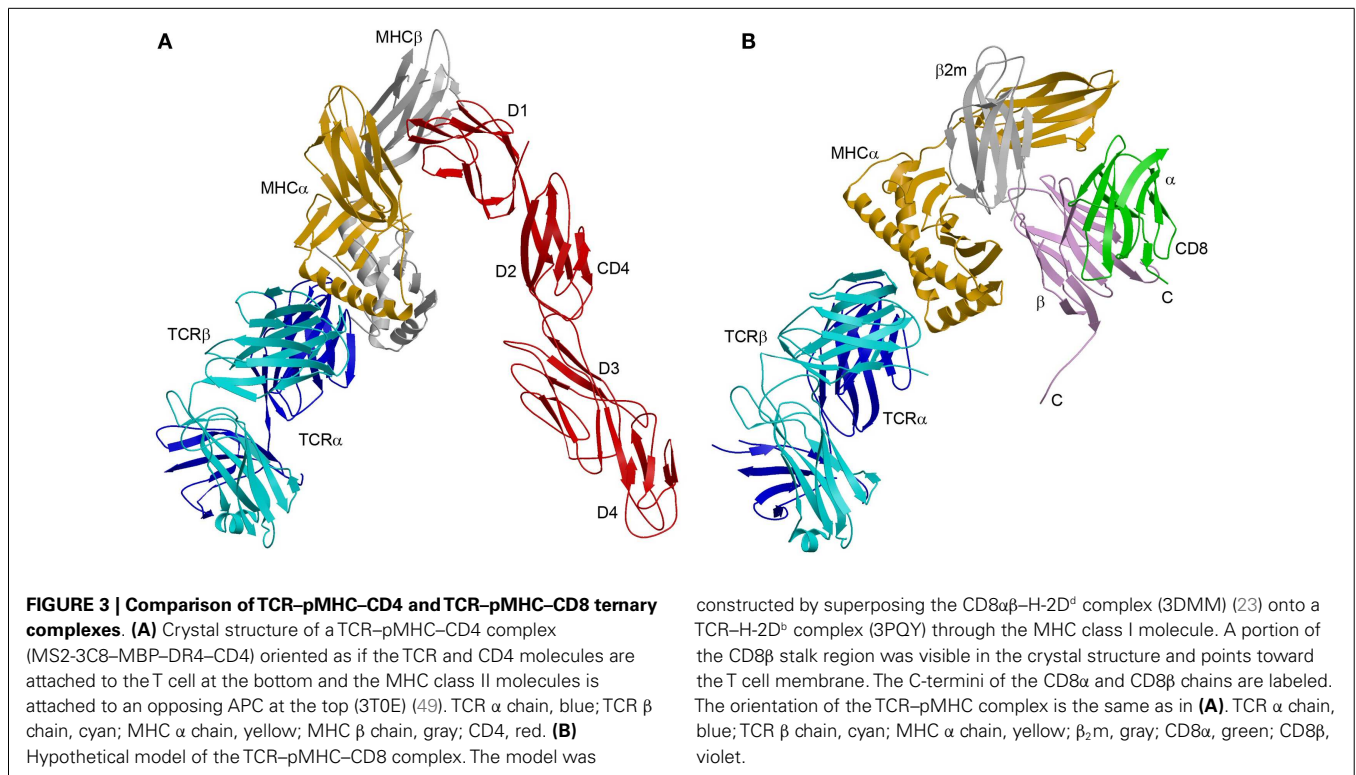 A
MHCβ
D1
MHCα
D2
CD4
TCRβ
D3
TCRα
D4
B
β2m
MHCα
α
CD8
β
C
TCRβ
C
TCRα
FIGURE 3 | Comparison of TCR–pMHC–CD4 and TCR–pMHC–CD8 ternary
complexes. (A) Crystal structure of a TCR–pMHC–CD4 complex
(MS2-3C8–MBP–DR4–CD4) oriented as if the TCR and CD4 molecules are
attached to the T cell at the bottom and the MHC class II molecules is
attached to an opposing APC at the top (3T0E) (49). TCR α chain, blue; TCR β
chain, cyan; MHC α chain, yellow; MHC β chain, gray; CD4, red. (B)
Hypothetical model of the TCR–pMHC–CD8 complex. The model was
constructed by superposing the CD8αβ–H-2Dᵈ complex (3DMM) (23) onto a
TCR–H-2Dᵇ complex (3PQY) through the MHC class I molecule. A portion of
the CD8β stalk region was visible in the crystal structure and points toward
the T cell membrane. The C-termini of the CD8α and CD8β chains are labeled.
The orientation of the TCR–pMHC complex is the same as in (A). TCR α chain,
blue; TCR β chain, cyan; MHC α chain, yellow; β₂m, gray; CD8α, green; CD8β,
violet.